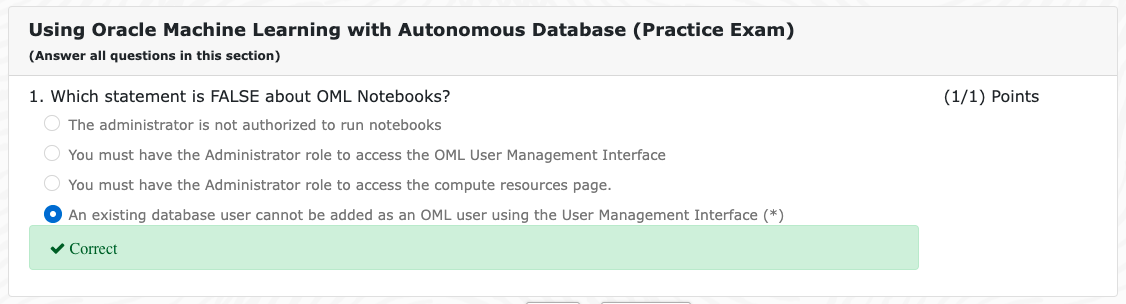 Using Oracle Machine Learning with Autonomous Database (Practice Exam)
(Answer all questions in this section)
1. Which statement is FALSE about OML Notebooks? (1/1) Points
The administrator is not authorized to run notebooks
You must have the Administrator role to access the OML User Management Interface
You must have the Administrator role to access the compute resources page.
An existing database user cannot be added as an OML user using the User Management Interface (*)
Correct